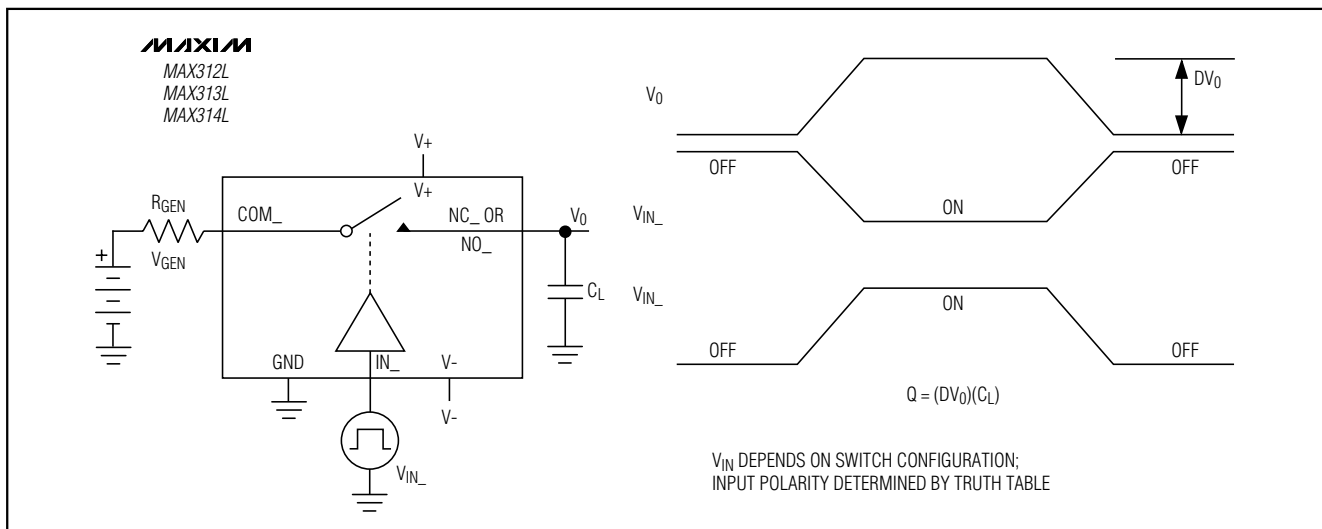 MAXIM
MAX312L
MAX313L
MAX314L
V+
V+
RGEN
VGEN
+
COM_
NC_ OR
NO_
V0
CL
GND
IN_
V-
V-
VIN_
V0
DV0
OFF
OFF
VIN_
ON
VIN_
ON
OFF
OFF
Q = (DV0)(CL)
VIN DEPENDS ON SWITCH CONFIGURATION;
INPUT POLARITY DETERMINED BY TRUTH TABLE